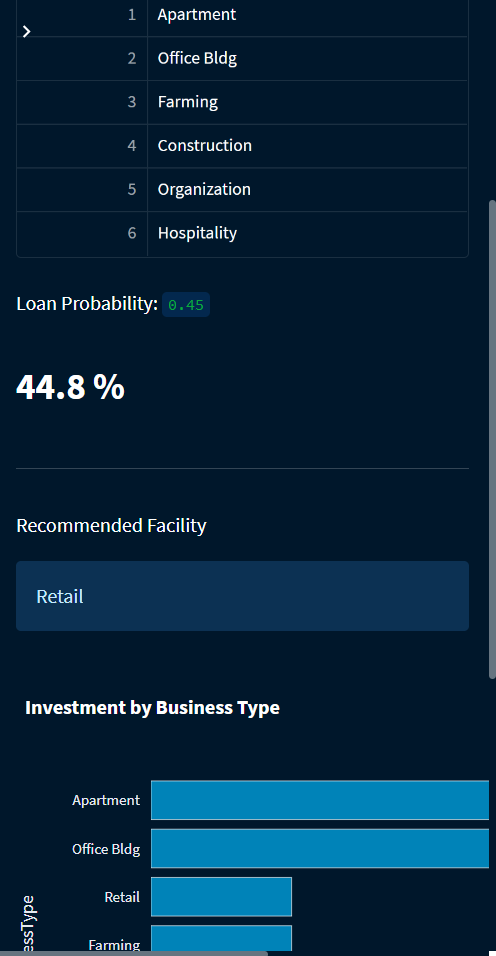 1 Apartment
2 Office Bldg
3 Farming
4 Construction
5 Organization
6 Hospitality
Loan Probability: 0.45
44.8 %
Recommended Facility
Retail
Investment by Business Type
Apartment
Office Bldg
Retail
Farming
essType